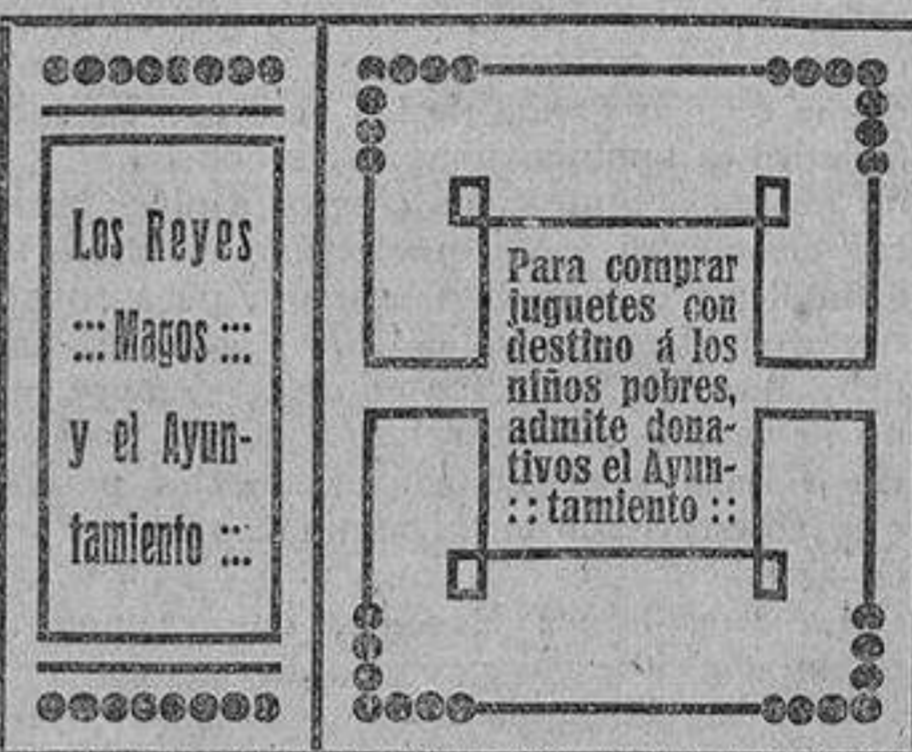 Los Reyes
::: Magos :::
y el Ayun-
tamiento :::
Para comprar
juguetes con
destino á los
niños pobres,
admite dona-
tivos el Ayun-
:: tamiento ::